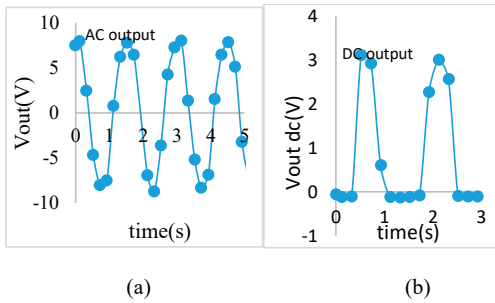 10
AC output
5
0
0 1 2 3 4 5
-5
-10
Vout(V)
time(s)
4
DC output
3
2
1
0
0 1 2 3
-1
Vout dc(V)
time(s)
(a) (b)